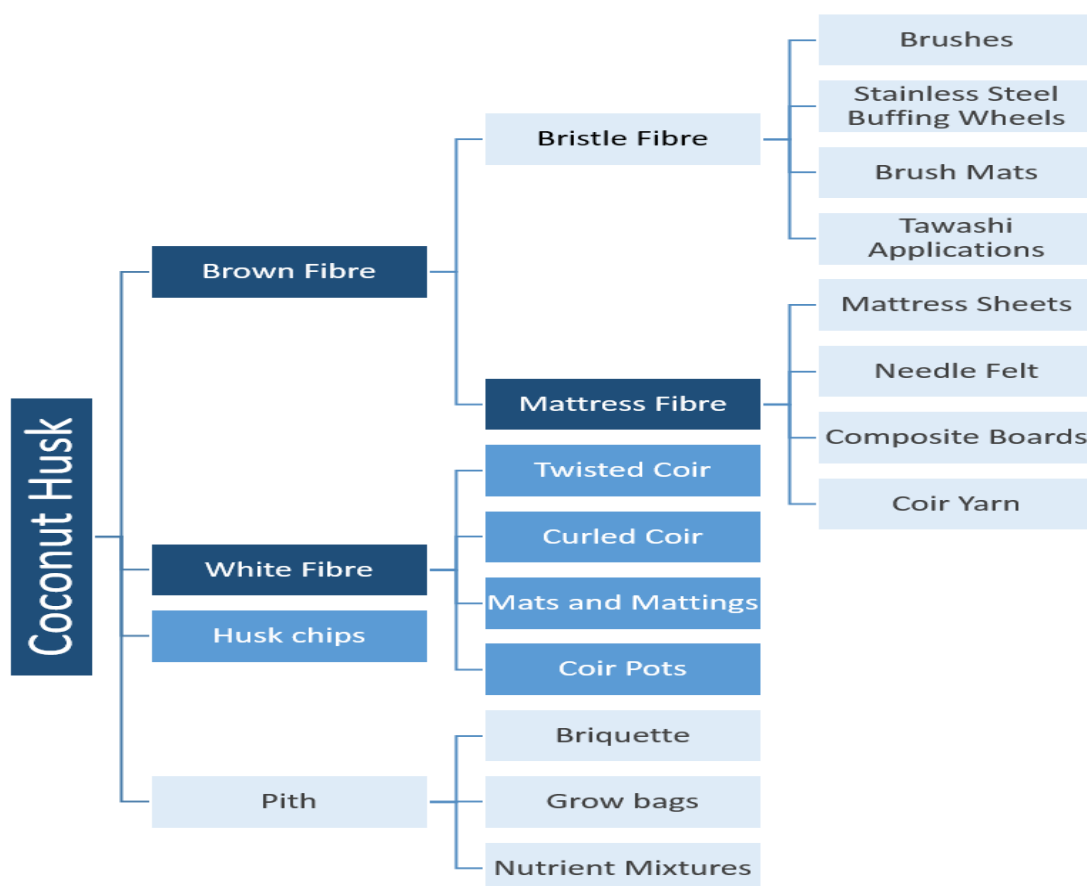 Coconut Husk
Brown Fibre
Bristle Fibre
Brushes
Stainless Steel
Buffing Wheels
Brush Mats
Tawashi
Applications
Mattress Fibre
Mattress Sheets
Needle Felt
Composite Boards
Coir Yarn
White Fibre
Twisted Coir
Curled Coir
Mats and Mattings
Coir Pots
Husk chips
Pith
Briquette
Grow bags
Nutrient Mixtures